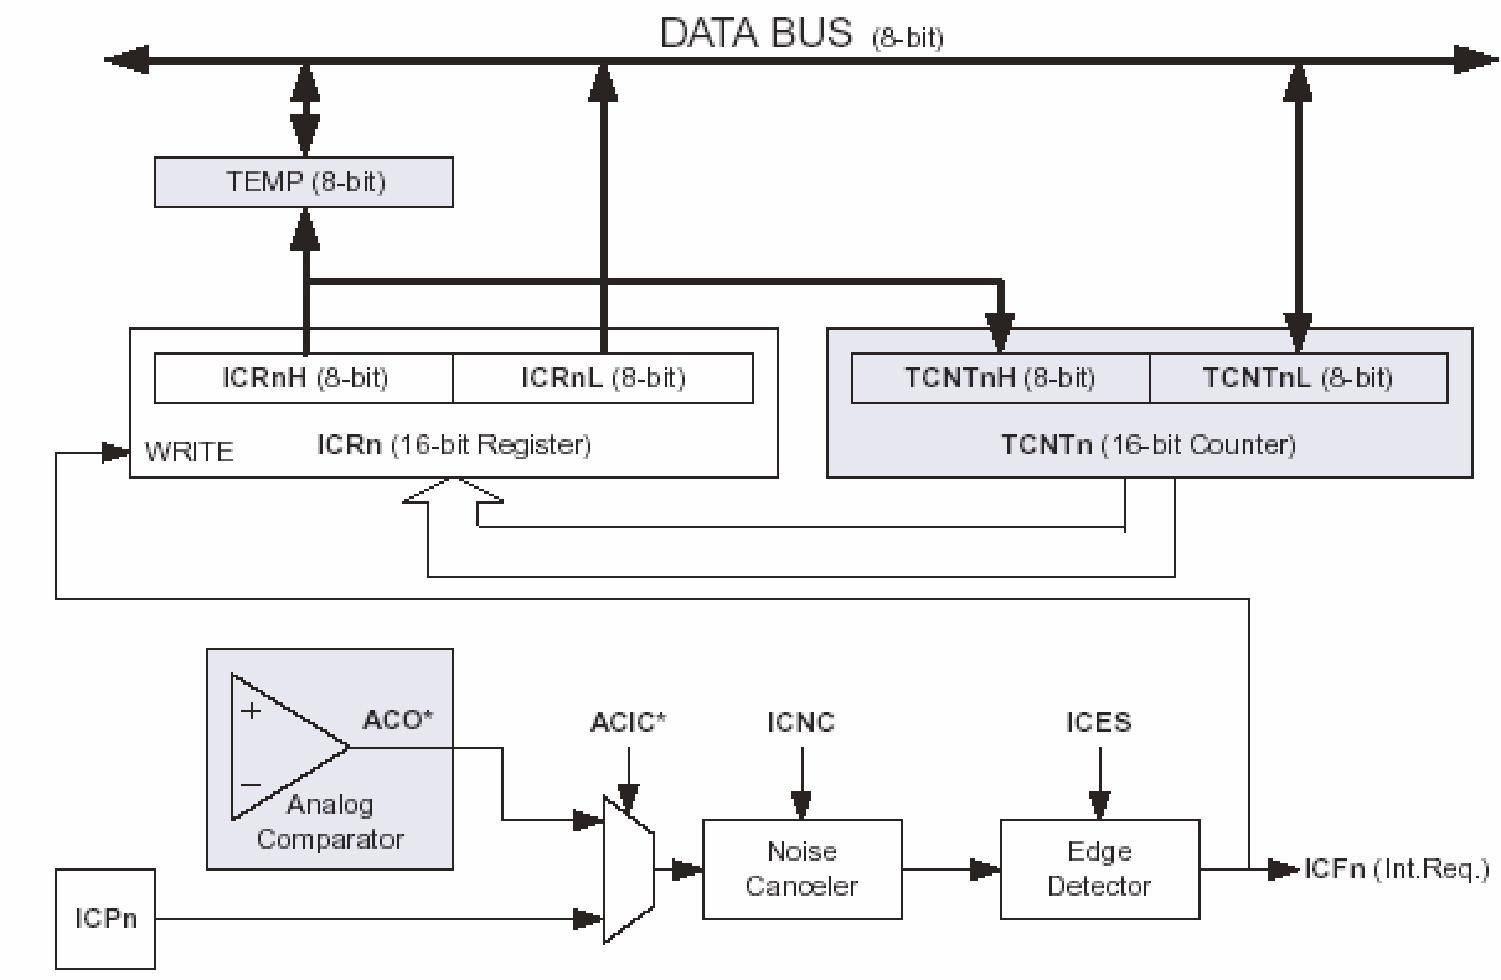 DATA BUS (8-bit)
TEMP (8-bit)
ICRnH (8-bit)
ICRnL (8-bit)
TCNTnH (8-bit)
TCNTnL (8-bit)
WRITE
ICRn (16-bit Register)
TCNTn (16-bit Counter)
+
−
ACO*
Analog
Comparator
ACIC*
ICNC
ICES
Noise
Canceler
Edge
Detector
ICFn (Int.Req.)
ICPn